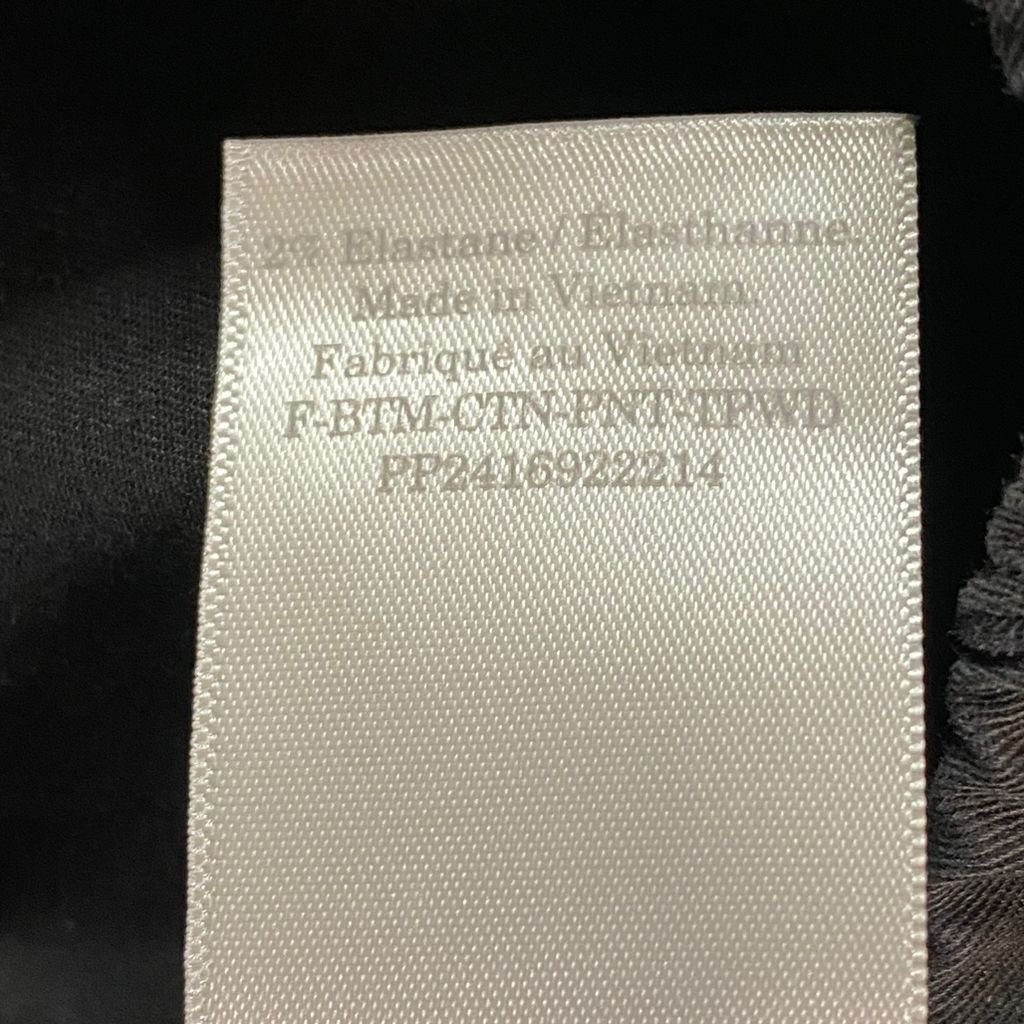 2% Elastane / Elasthanne.
Made in Vietnam.
Fabriqué au Vietnam
F-BTM-CTN-PNT-TPWD
PP2416922214